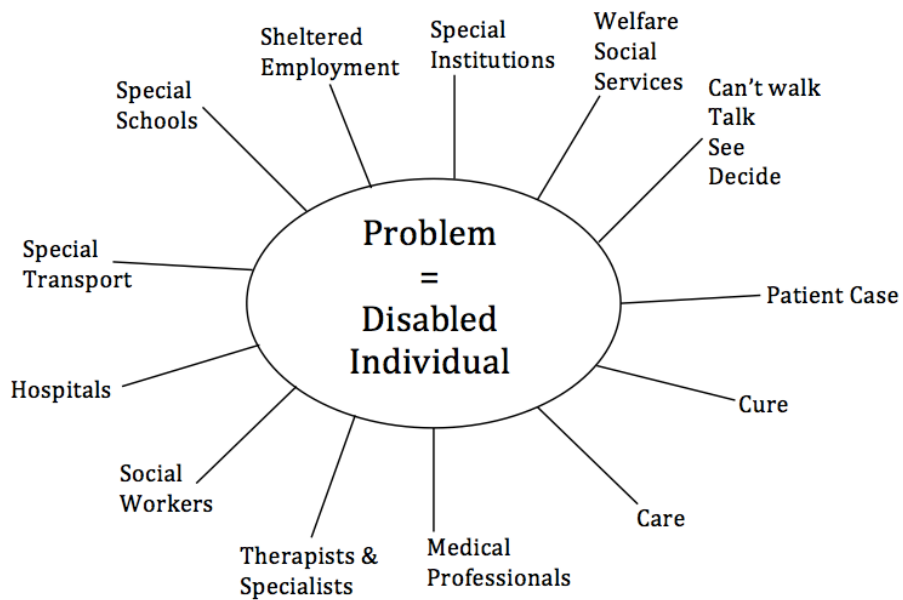 Problem
=
Disabled
Individual
Special
Schools
Sheltered
Employment
Special
Institutions
Welfare
Social
Services
Can’t walk
Talk
See
Decide
Patient Case
Cure
Care
Medical
Professionals
Therapists &
Specialists
Social
Workers
Hospitals
Special
Transport